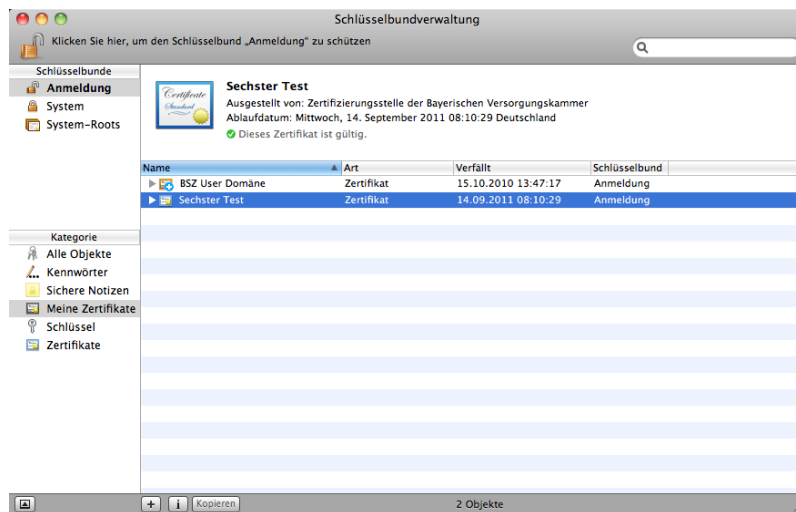 Schlüsselbundverwaltung
Klicken Sie hier, um den Schlüsselbund „Anmeldung" zu schützen
Schlüsselbunde
Anmeldung
System
System-Roots
Certificate
Standard
Sechster Test
Ausgestellt von: Zertifizierungsstelle der Bayerischen Versorgungskammer
Ablaufdatum: Mittwoch, 14. September 2011 08:10:29 Deutschland
Dieses Zertifikat ist gültig.
Name Art Verfällt Schlüsselbund
BSZ User Domäne Zertifikat 15.10.2010 13:47:17 Anmeldung
Sechster Test Zertifikat 14.09.2011 08:10:29 Anmeldung
Kategorie
Alle Objekte
Kennwörter
Sichere Notizen
Meine Zertifikate
Schlüssel
Zertifikate
+ i Kopieren 2 Objekte